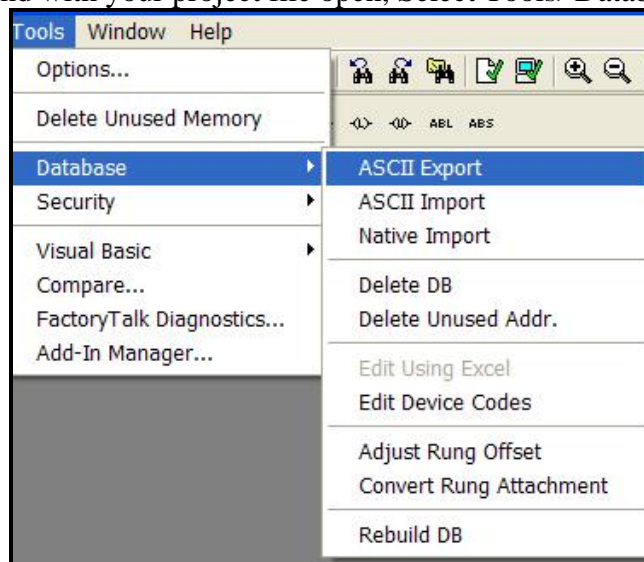 nd with your project file open, Select Tools/ Datab
Tools Window Help
Options...
Delete Unused Memory
ABL ABS
Database
ASCII Export
Security
ASCII Import
Native Import
Visual Basic
Compare...
Delete DB
FactoryTalk Diagnostics...
Delete Unused Addr.
Add-In Manager...
Edit Using Excel
Edit Device Codes
Adjust Rung Offset
Convert Rung Attachment
Rebuild DB